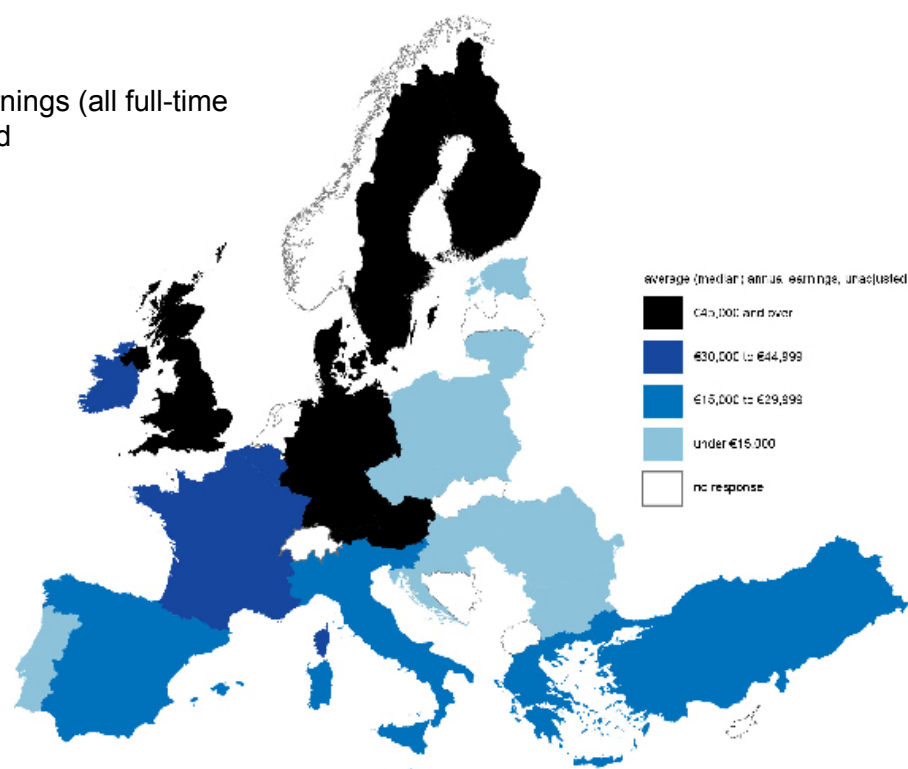 nings (all full-time
d
average (median) annual earnings, unadjusted
€45,000 and over
€30,000 to €44,999
€15,000 to €29,999
under €15,000
no response